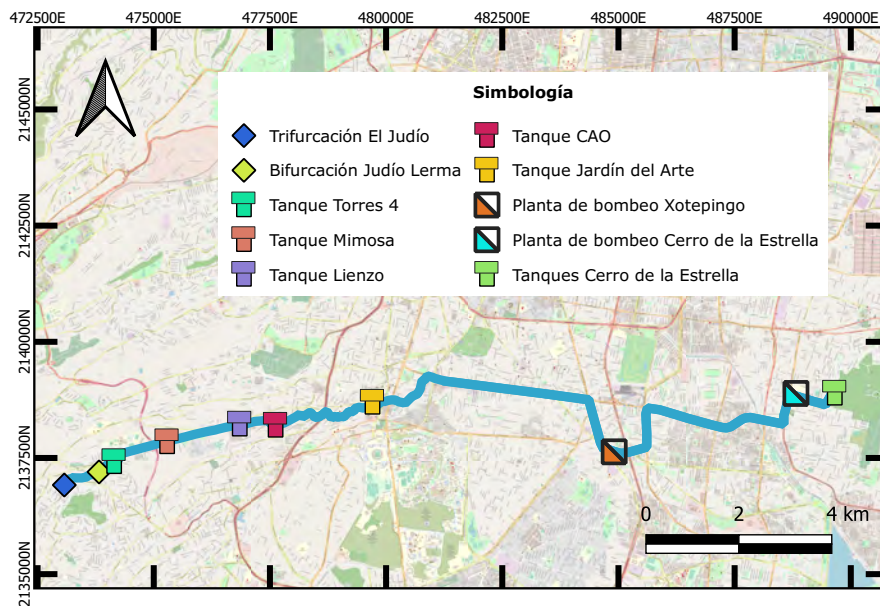 472500E 475000E 477500E 480000E 482500E 485000E 487500E 490000E
2145000N
2142500N
2140000N
2137500N
2135000N
Simbología
Trifurcación El Judío
Bifurcación Judío Lerma
Tanque Torres 4
Tanque Mimosa
Tanque Lienzo
Tanque CAO
Tanque Jardín del Arte
Planta de bombeo Xotepingo
Planta de bombeo Cerro de la Estrella
Tanques Cerro de la Estrella
0 2 4 km